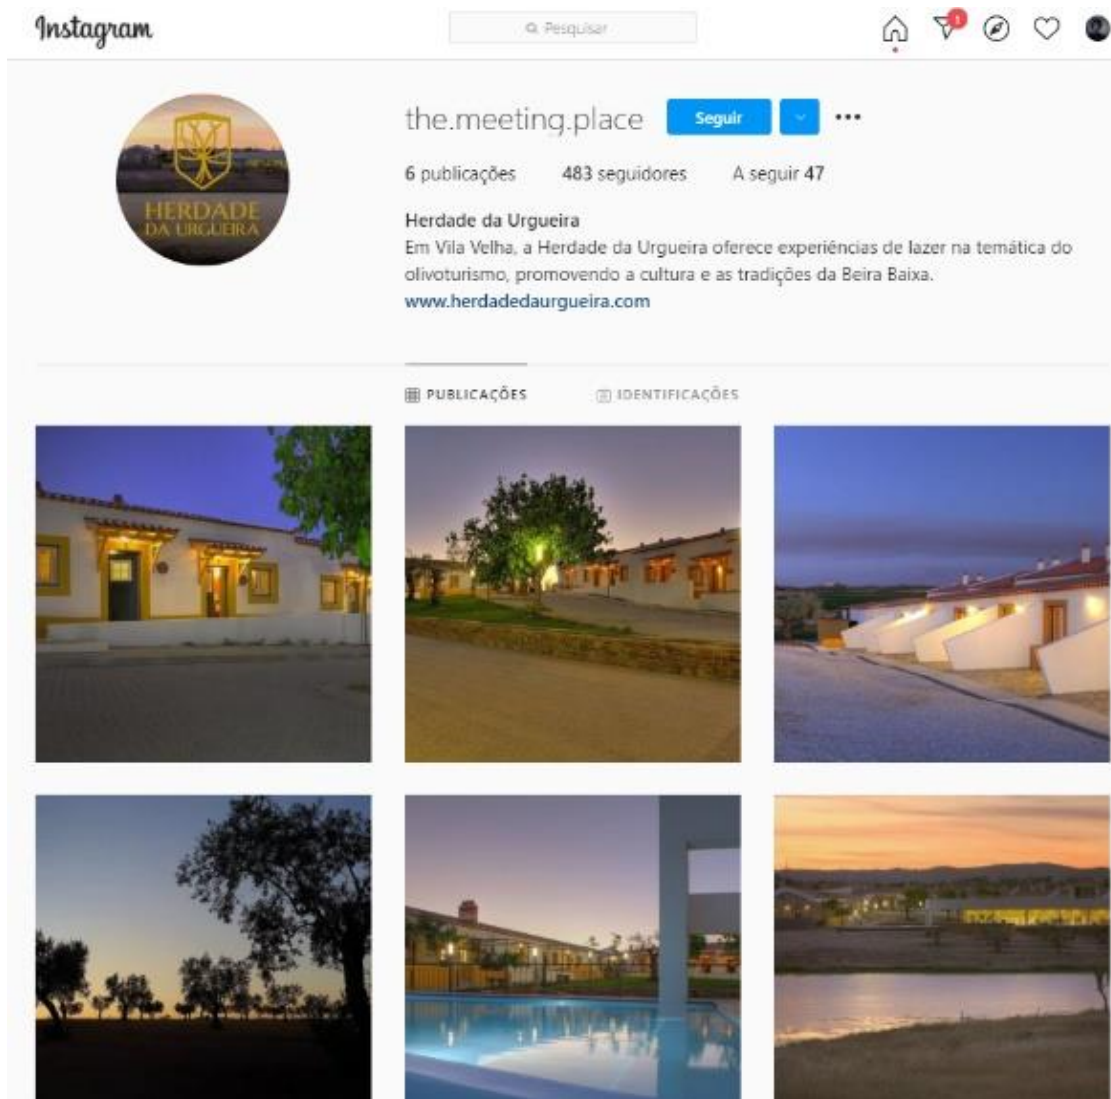 Instagram
Pesquisar
1
the.meeting.place Seguir
6 publicações 483 seguidores A seguir 47
HERDADE
DA URGUEIRA
Herdade da Urgueira
Em Vila Velha, a Herdade da Urgueira oferece experiências de lazer na temática do
olivoturismo, promovendo a cultura e as tradições da Beira Baixa.
www.herdadedaurgueira.com
PUBLICAÇÕES IDENTIFICAÇÕES